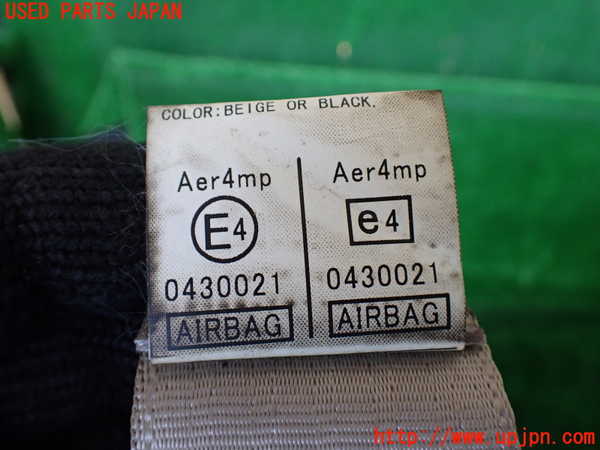 USED PARTS JAPAN
COLOR:BEIGE OR BLACK.
Aer4mp
E4
0430021
AIRBAG
Aer4mp
e4
0430021
AIRBAG
http://www.upjpn.com